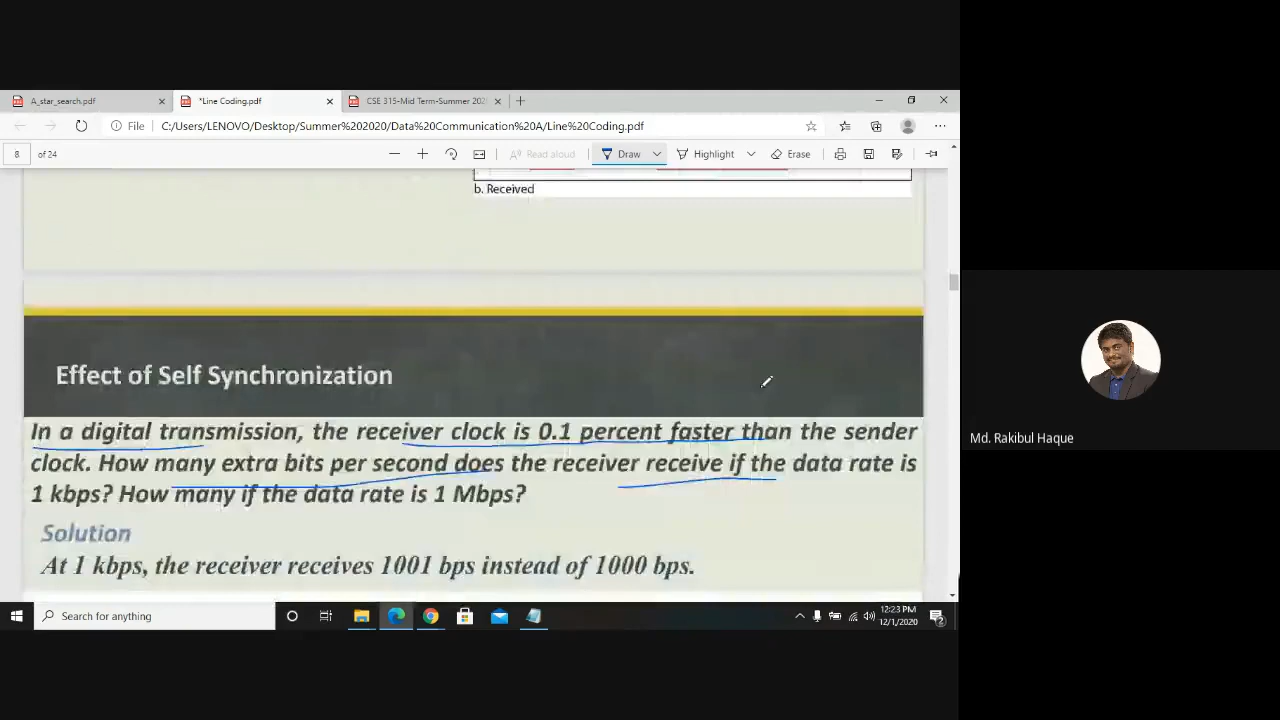 A_star_search.pdf
*Line Coding.pdf
CSE 315-Mid Term-Summer 202
File C:/Users/LENOVO/Desktop/Summer%202020/Data%20Communication%20A/Line%20Coding.pdf
8 of 24
Read aloud
Draw
Highlight
Erase
b. Received
Effect of Self Synchronization
In a digital transmission, the receiver clock is 0.1 percent faster than the sender
clock. How many extra bits per second does the receiver receive if the data rate is
1 kbps? How many if the data rate is 1 Mbps?
Solution
At 1 kbps, the receiver receives 1001 bps instead of 1000 bps.
Md. Rakibul Haque
Search for anything
12:23 PM
12/1/2020
2